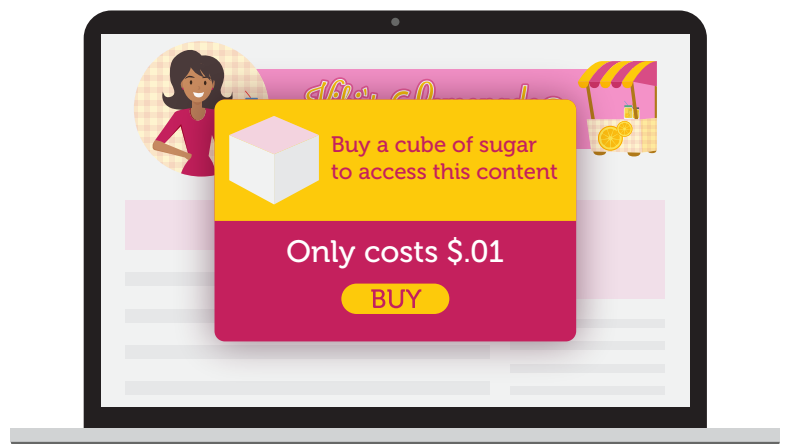 Buy a cube of sugar
to access this content
Only costs $.01
BUY